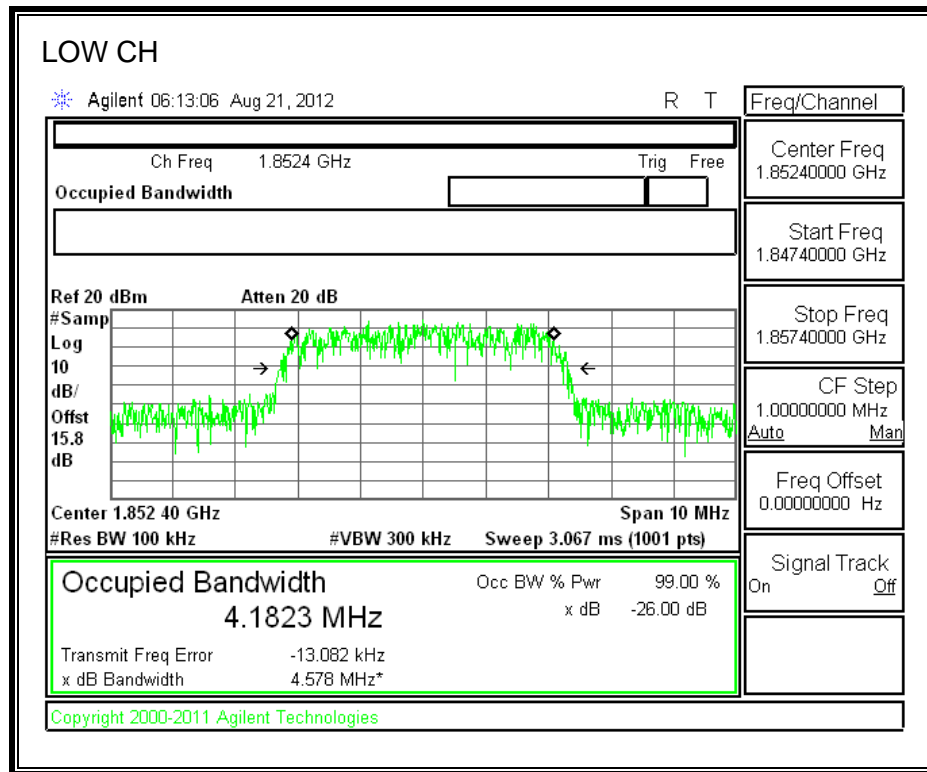 LOW CH
Agilent 06:13:06 Aug 21, 2012 R T
Freq/Channel
Ch Freq 1.8524 GHz Trig Free
Occupied Bandwidth
Center Freq
1.85240000 GHz
Start Freq
1.84740000 GHz
Stop Freq
1.85740000 GHz
CF Step
1.00000000 MHz
Auto Man
Freq Offset
0.00000000 Hz
Signal Track
On Off
Ref 20 dBm Atten 20 dB
#Samp
Log
10
dB/
Offst
15.8
dB
Center 1.852 40 GHz Span 10 MHz
#Res BW 100 kHz #VBW 300 kHz Sweep 3.067 ms (1001 pts)
Occupied Bandwidth Occ BW % Pwr 99.00 %
4.1823 MHz x dB -26.00 dB
Transmit Freq Error -13.082 kHz
x dB Bandwidth 4.578 MHz*
Copyright 2000-2011 Agilent Technologies